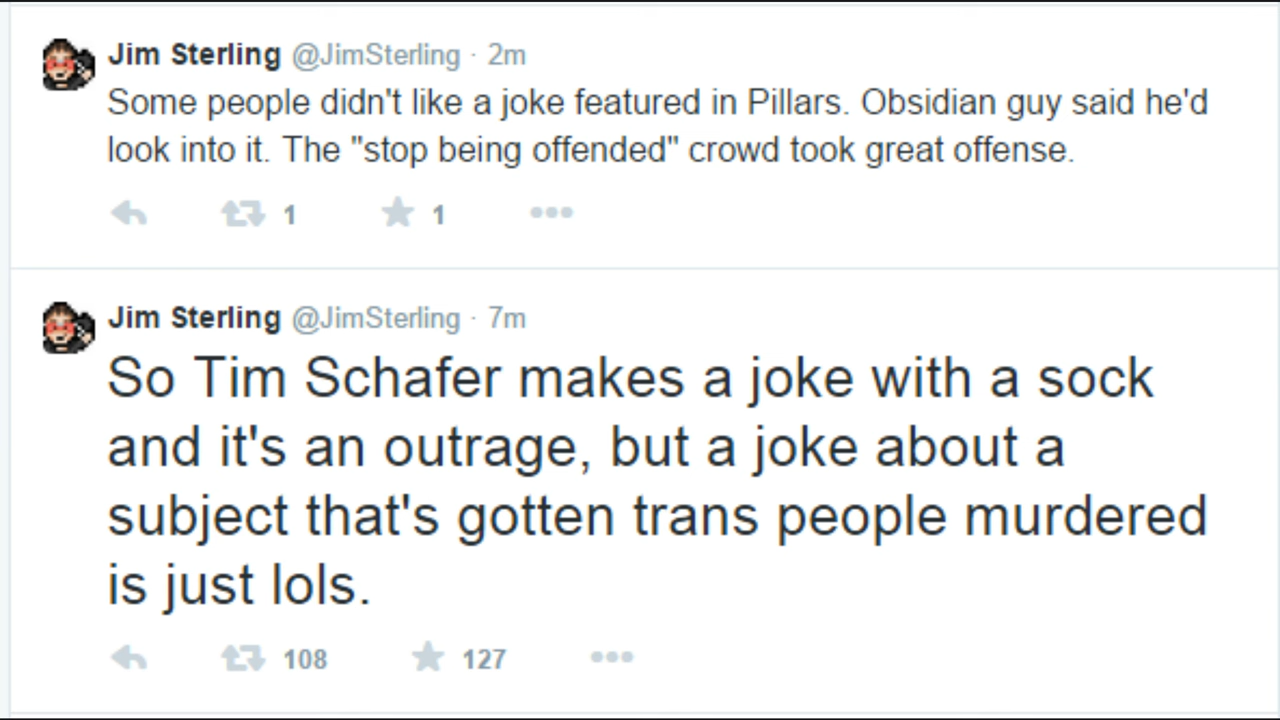 Jim Sterling @JimSterling · 2m
Some people didn't like a joke featured in Pillars. Obsidian guy said he'd
look into it. The "stop being offended" crowd took great offense.
1 1
Jim Sterling @JimSterling · 7m
So Tim Schafer makes a joke with a sock
and it's an outrage, but a joke about a
subject that's gotten trans people murdered
is just lols.
108 127